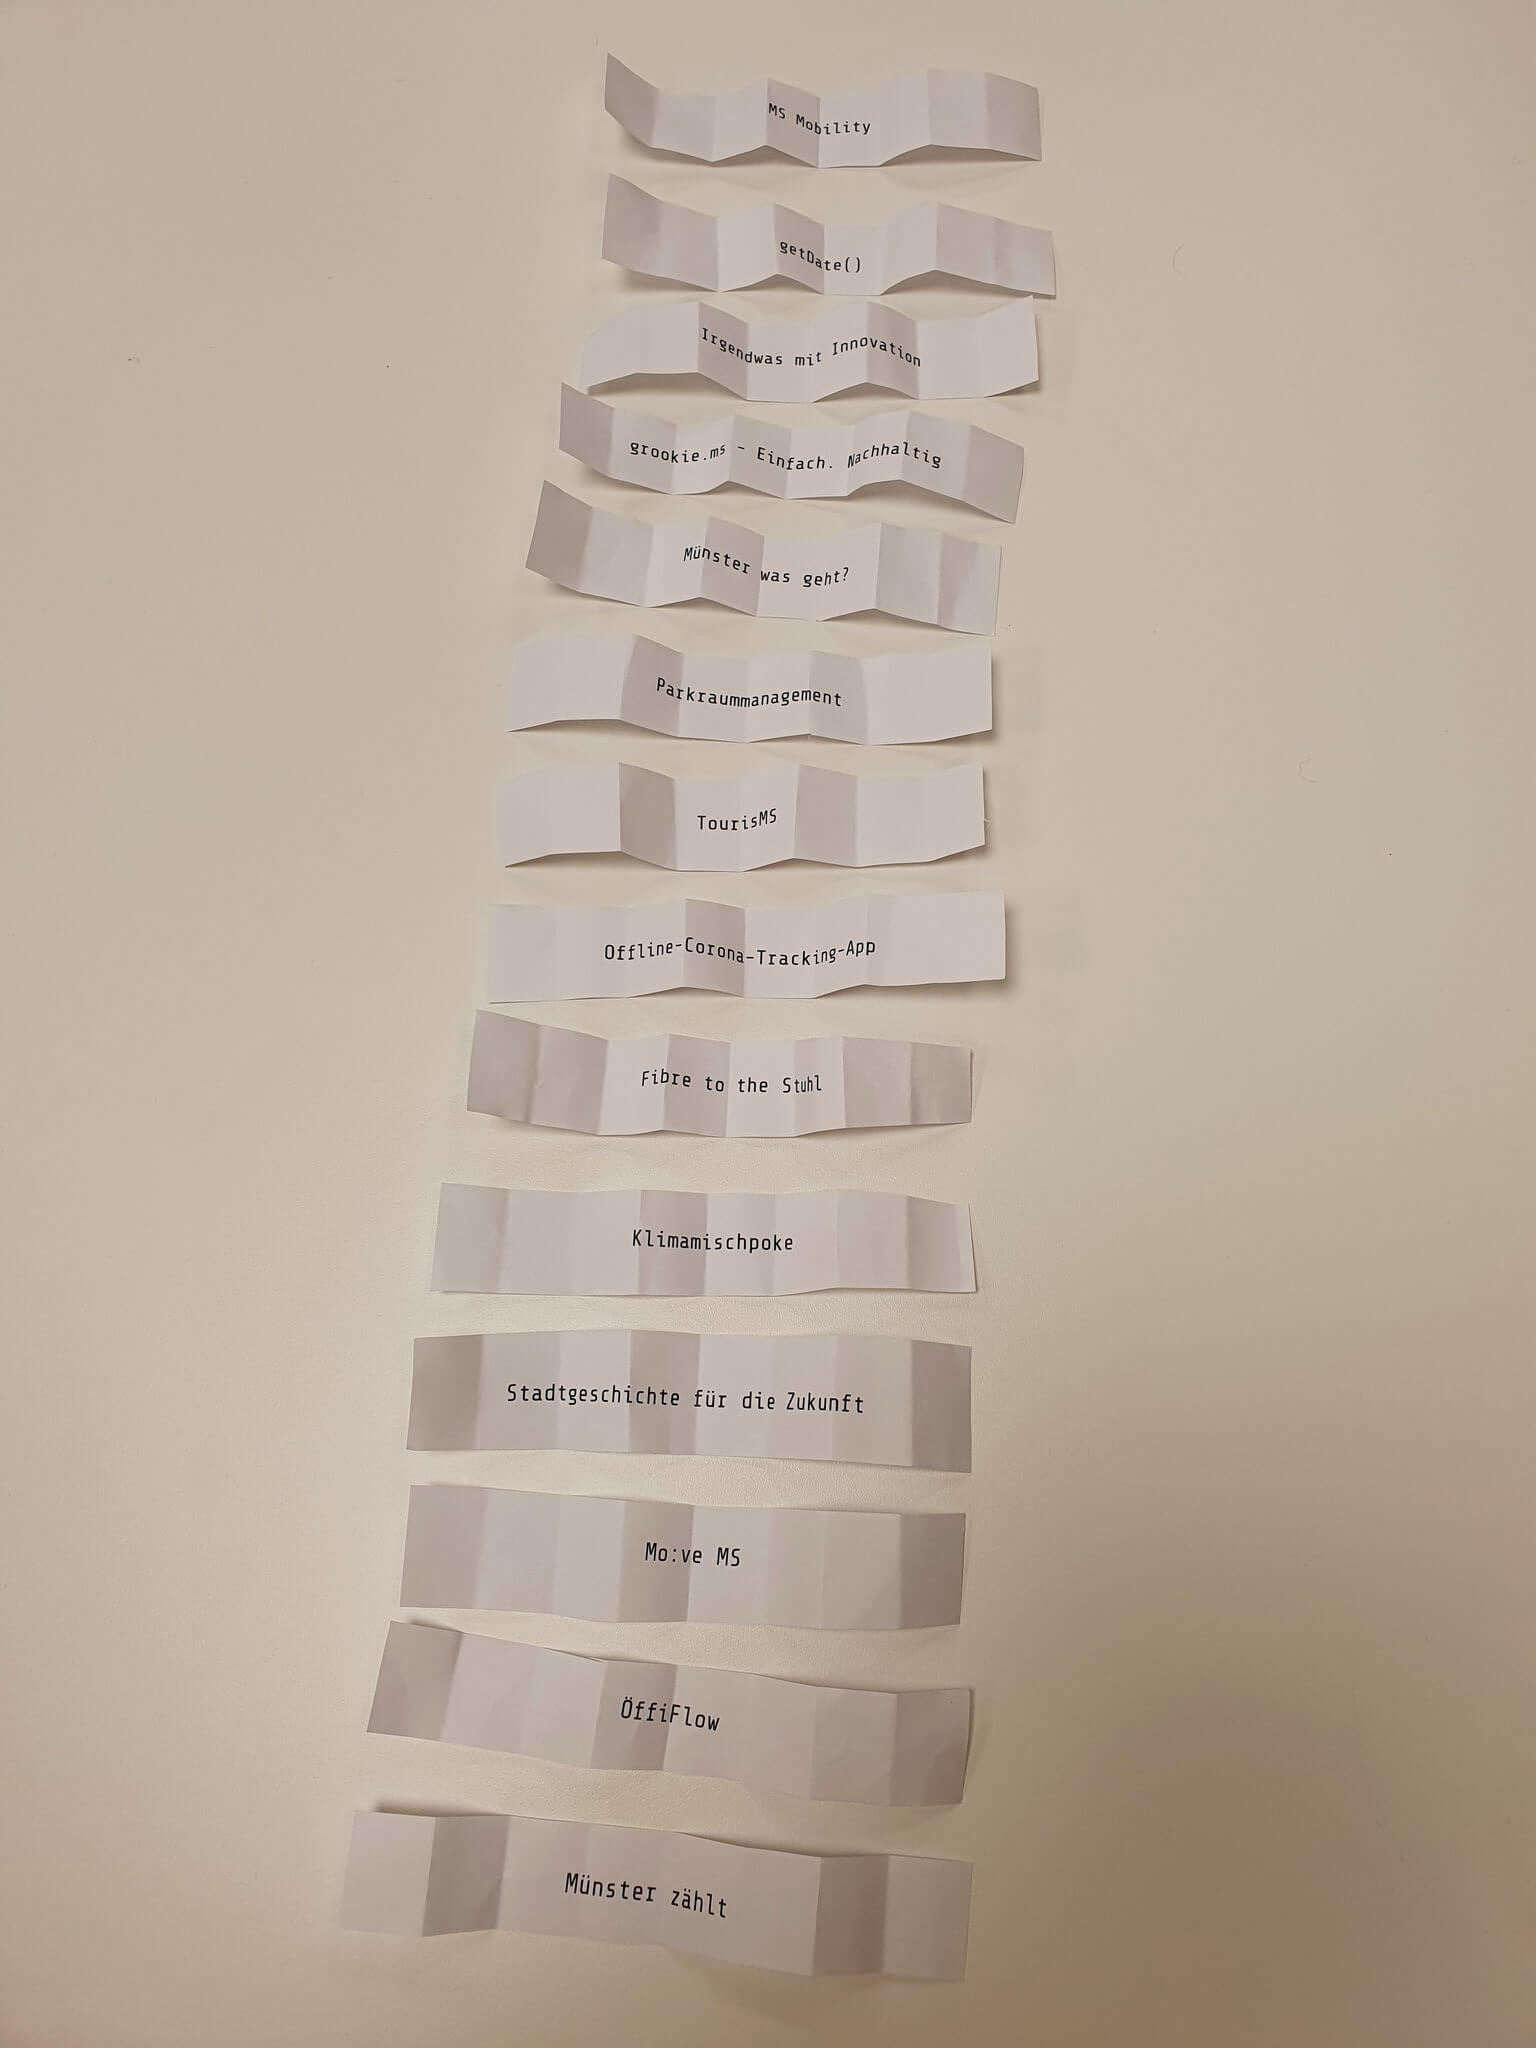 MS Mobility
getDate()
Irgendwas mit Innovation
grookie.ms - Einfach. Nachhaltig
Münster was geht?
Parkraummanagement
TourisMS
Offline-Corona-Tracking-App
Fibre to the Stuhl
Klimamischpoke
Stadtgeschichte für die Zukunft
Mo:ve MS
ÖffiFlow
Münster zählt